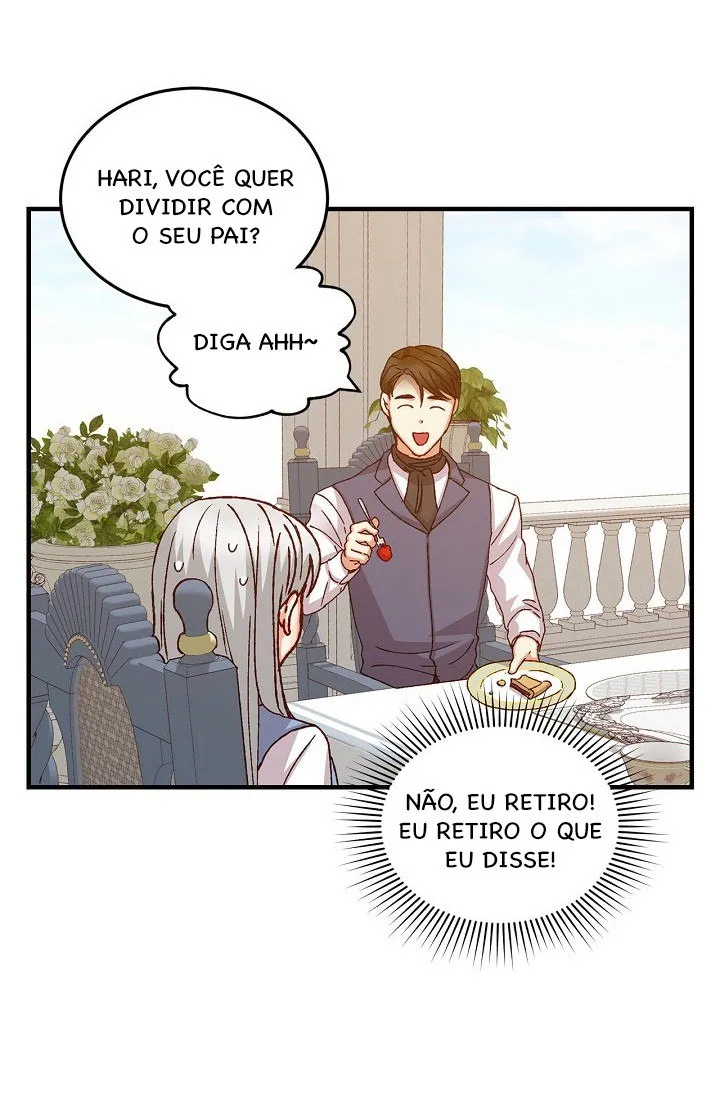 HARI, VOCÊ QUER
DIVIDIR COM
O SEU PAI?
DIGA AHH~
NÃO, EU RETIRO!
EU RETIRO O QUE
EU DISSE!